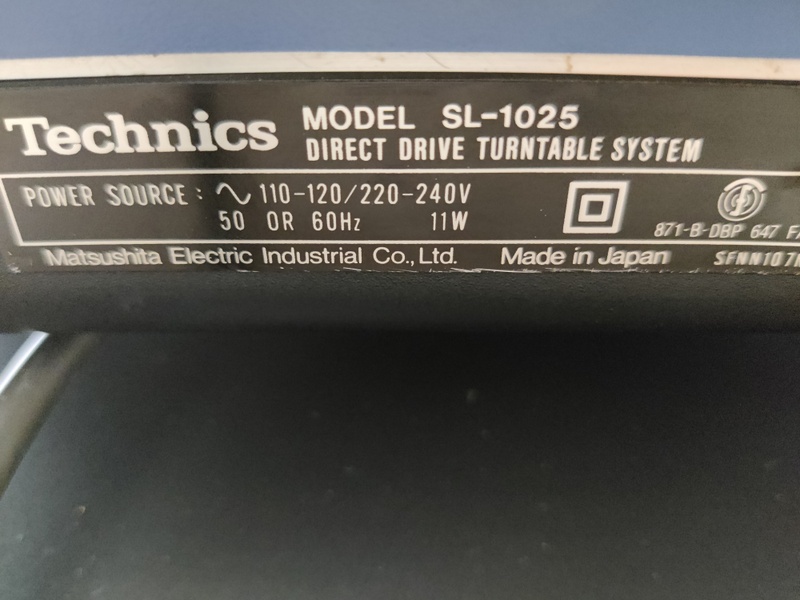 Technics MODEL SL-1025
DIRECT DRIVE TURNTABLE SYSTEM
POWER SOURCE: ∿ 110-120/220-240V
50 OR 60Hz 11W
871-B-DBP 647
Matsushita Electric Industrial Co., Ltd. Made in Japan